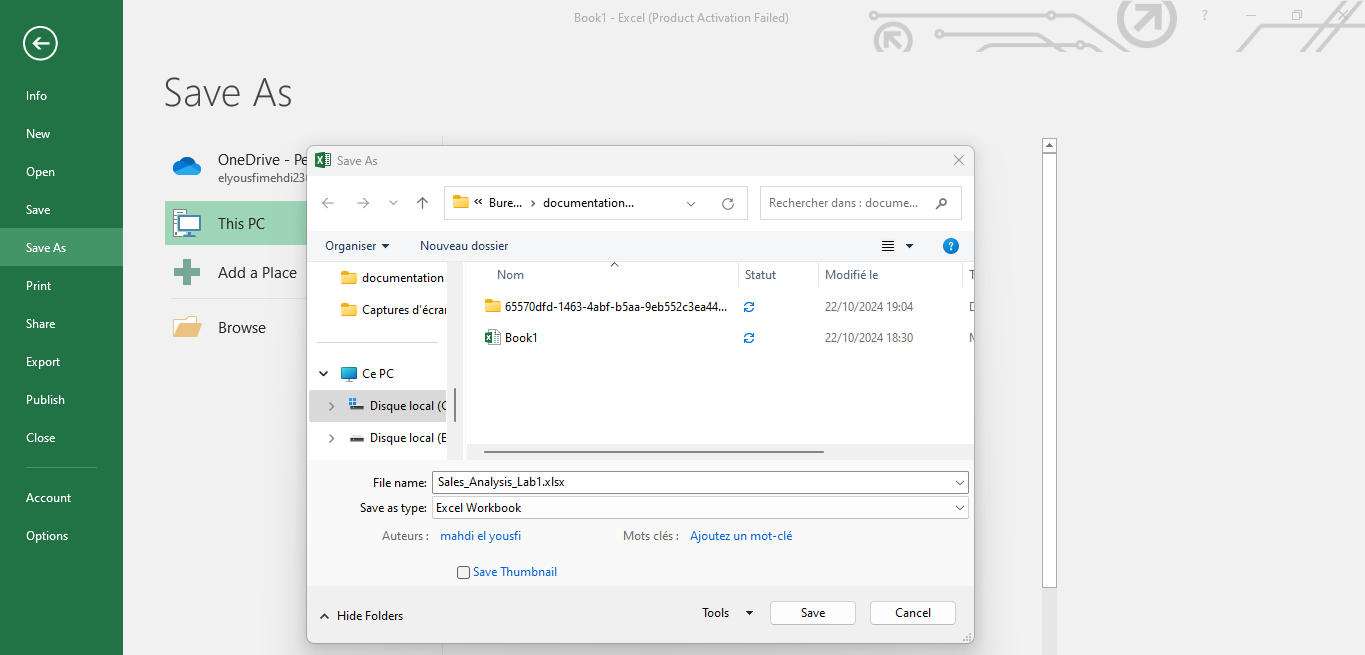 Book1 - Excel (Product Activation Failed)
?
Info
New
Open
Save
Save As
Print
Share
Export
Publish
Close
Account
Options
Save As
OneDrive - Pe
elyousfimehdi23
This PC
Add a Place
Browse
Save As
« Bure... › documentation...
Rechercher dans : docume...
Organiser
Nouveau dossier
?
documentation
Captures d'écra
Ce PC
Disque local (C
Disque local (E
Nom Statut Modifié le T
65570dfd-1463-4abf-b5aa-9eb552c3ea44... 22/10/2024 19:04
Book1 22/10/2024 18:30
File name: Sales_Analysis_Lab1.xlsx
Save as type: Excel Workbook
Auteurs : mahdi el yousfi Mots clés : Ajoutez un mot-clé
Save Thumbnail
Hide Folders
Tools
Save
Cancel